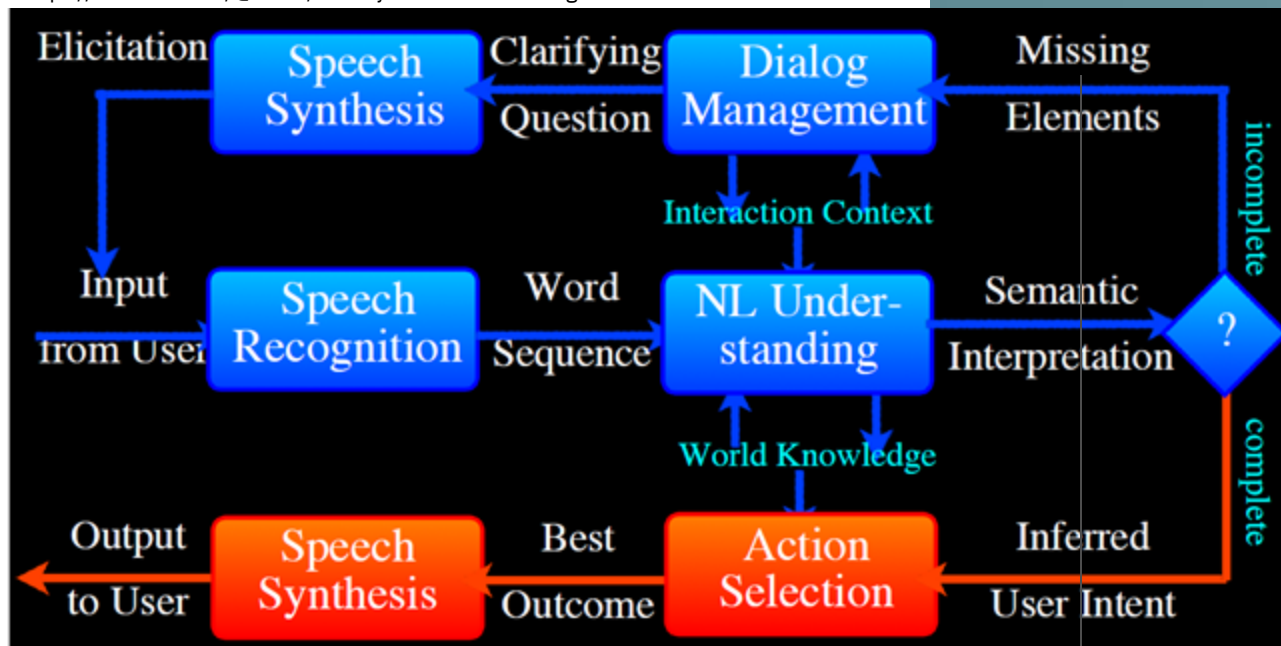 Elicitation
Speech
Synthesis
Clarifying
Question
Dialog
Management
Missing
Elements
incomplete
Interaction Context
Input
from User
Speech
Recognition
Word
Sequence
NL Under-
standing
Semantic
Interpretation
?
World Knowledge
complete
Output
to User
Speech
Synthesis
Best
Outcome
Action
Selection
Inferred
User Intent